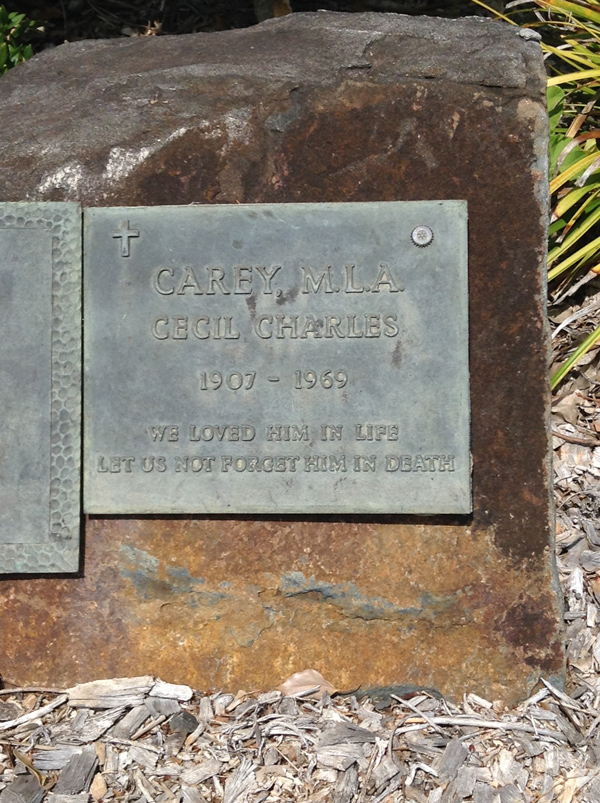 CAREY, M.L.A.
CECIL CHARLES
1907 - 1969
WE LOVED HIM IN LIFE
LET US NOT FORGET HIM IN DEATH